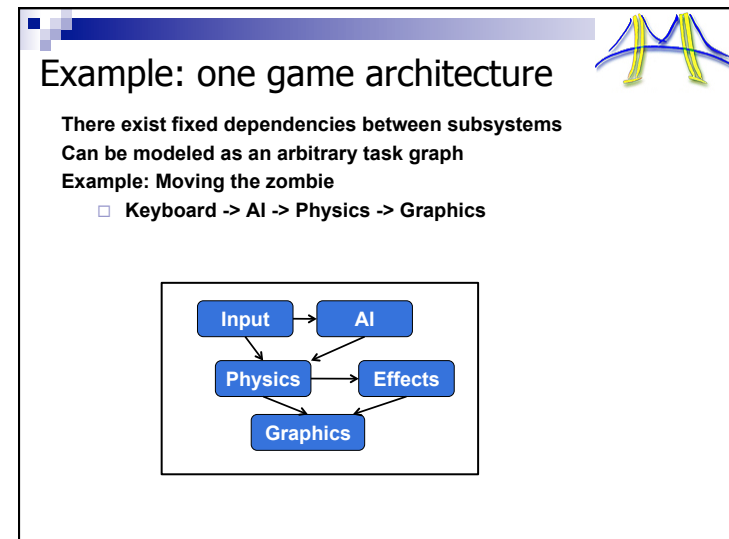 Example: one game architecture
There exist fixed dependencies between subsystems
Can be modeled as an arbitrary task graph
Example: Moving the zombie
Keyboard -> AI -> Physics -> Graphics
Input
AI
Physics
Effects
Graphics